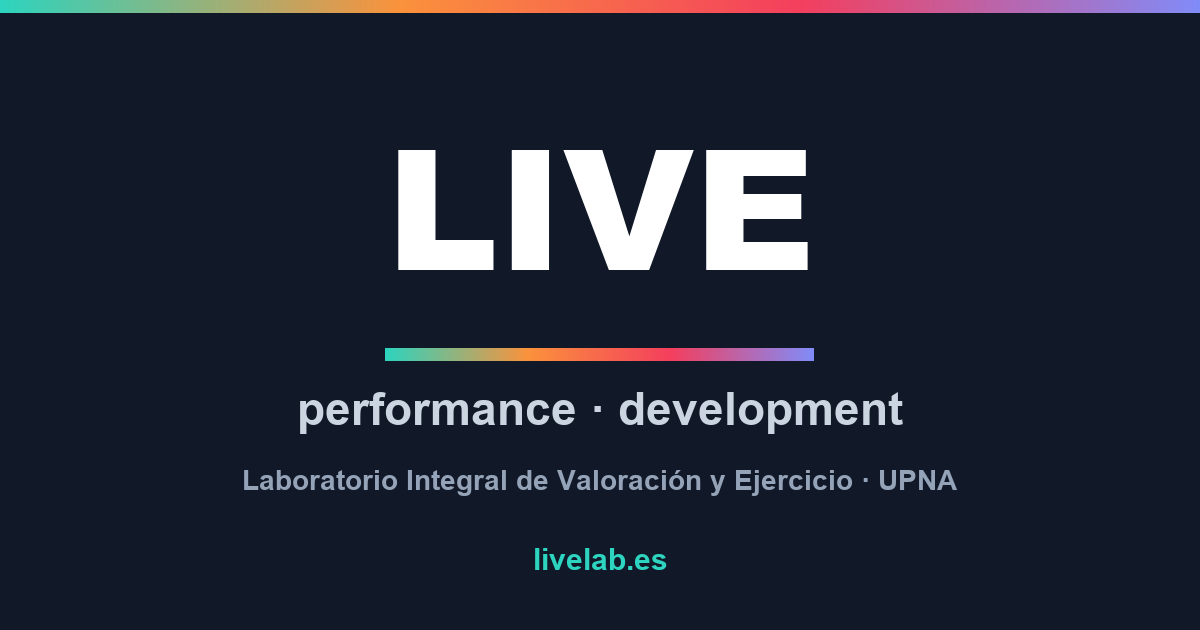 LIVE
performance · development
Laboratorio Integral de Valoración y Ejercicio · UPNA
livelab.es